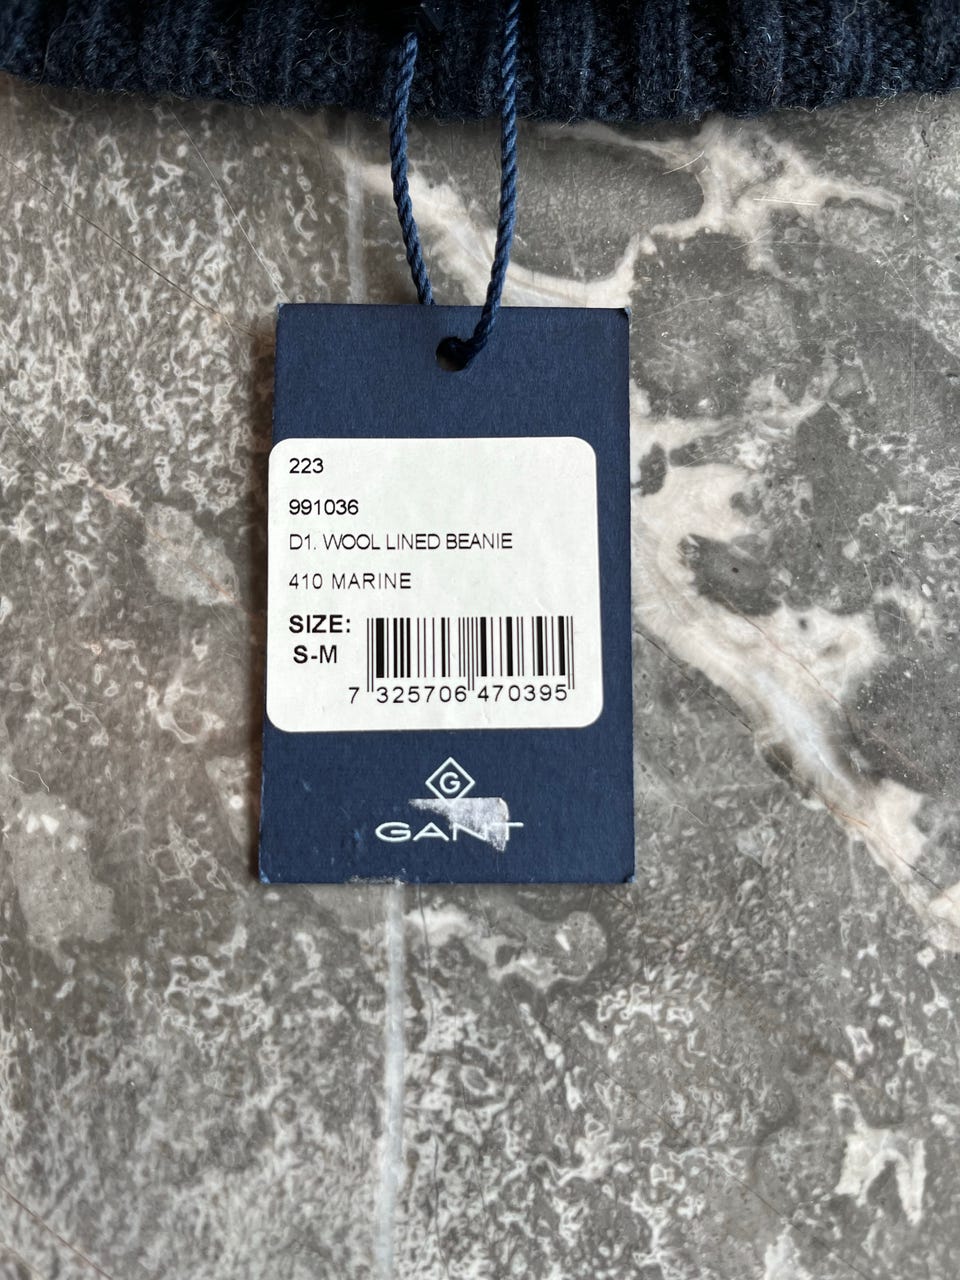 223
991036
D1. WOOL LINED BEANIE
410 MARINE
SIZE:
S-M
7 325706 470395
G
GANT